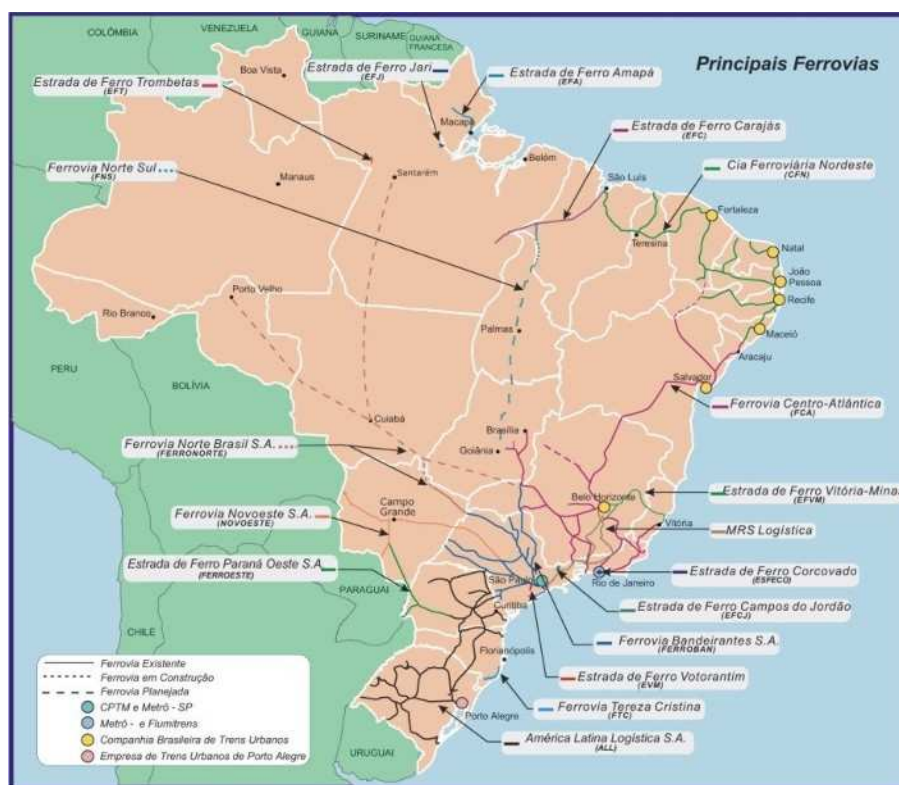 COLÔMBIA
VENEZUELA
GUIANA
SURINAME
GUIANA
FRANCESA
Principais Ferrovias
Boa Vista
Estrada de Ferro Trombetas
(EFT)
Estrada de Ferro Jari
(EFJ)
Estrada de Ferro Amapá
(EFA)
Macapá
Estrada de Ferro Carajás
(EFC)
Belém
Ferrovia Norte Sul
(FNS)
Manaus
Santarém
São Luís
Cia Ferroviária Nordeste
(CFN)
Fortaleza
Teresina
Natal
João
Pessoa
Recife
Porto Velho
Rio Branco
Palmas
Maceió
Aracaju
PERU
BOLÍVIA
Salvador
Cuiabá
Brasília
Goiânia
Ferrovia Centro-Atlântica
(FCA)
Ferrovia Norte Brasil S.A.
(FERRONORTE)
Belo Horizonte
Estrada de Ferro Vitória-Minas
(EFVM)
Campo
Grande
Ferrovia Novoeste S.A.
(NOVOESTE)
Vitória
MRS Logística
Estrada de Ferro Paraná Oeste S.A.
(FERROESTE)
São Paulo
Rio de Janeiro
Estrada de Ferro Corcovado
(ESFECO)
PARAGUAI
Curitiba
Estrada de Ferro Campos do Jordão
(EFCJ)
CHILE
Ferrovia Bandeirantes S.A.
(FERROBAN)
Florianópolis
Estrada de Ferro Votorantim
(EVM)
Ferrovia Tereza Cristina
(FTC)
Porto Alegre
América Latina Logística S.A.
(ALL)
URUGUAI
Ferrovia Existente
Ferrovia em Construção
Ferrovia Planejada
CPTM e Metrô - SP
Metrô - e Flumitrens
Companhia Brasileira de Trens Urbanos
Empresa de Trens Urbanos de Porto Alegre